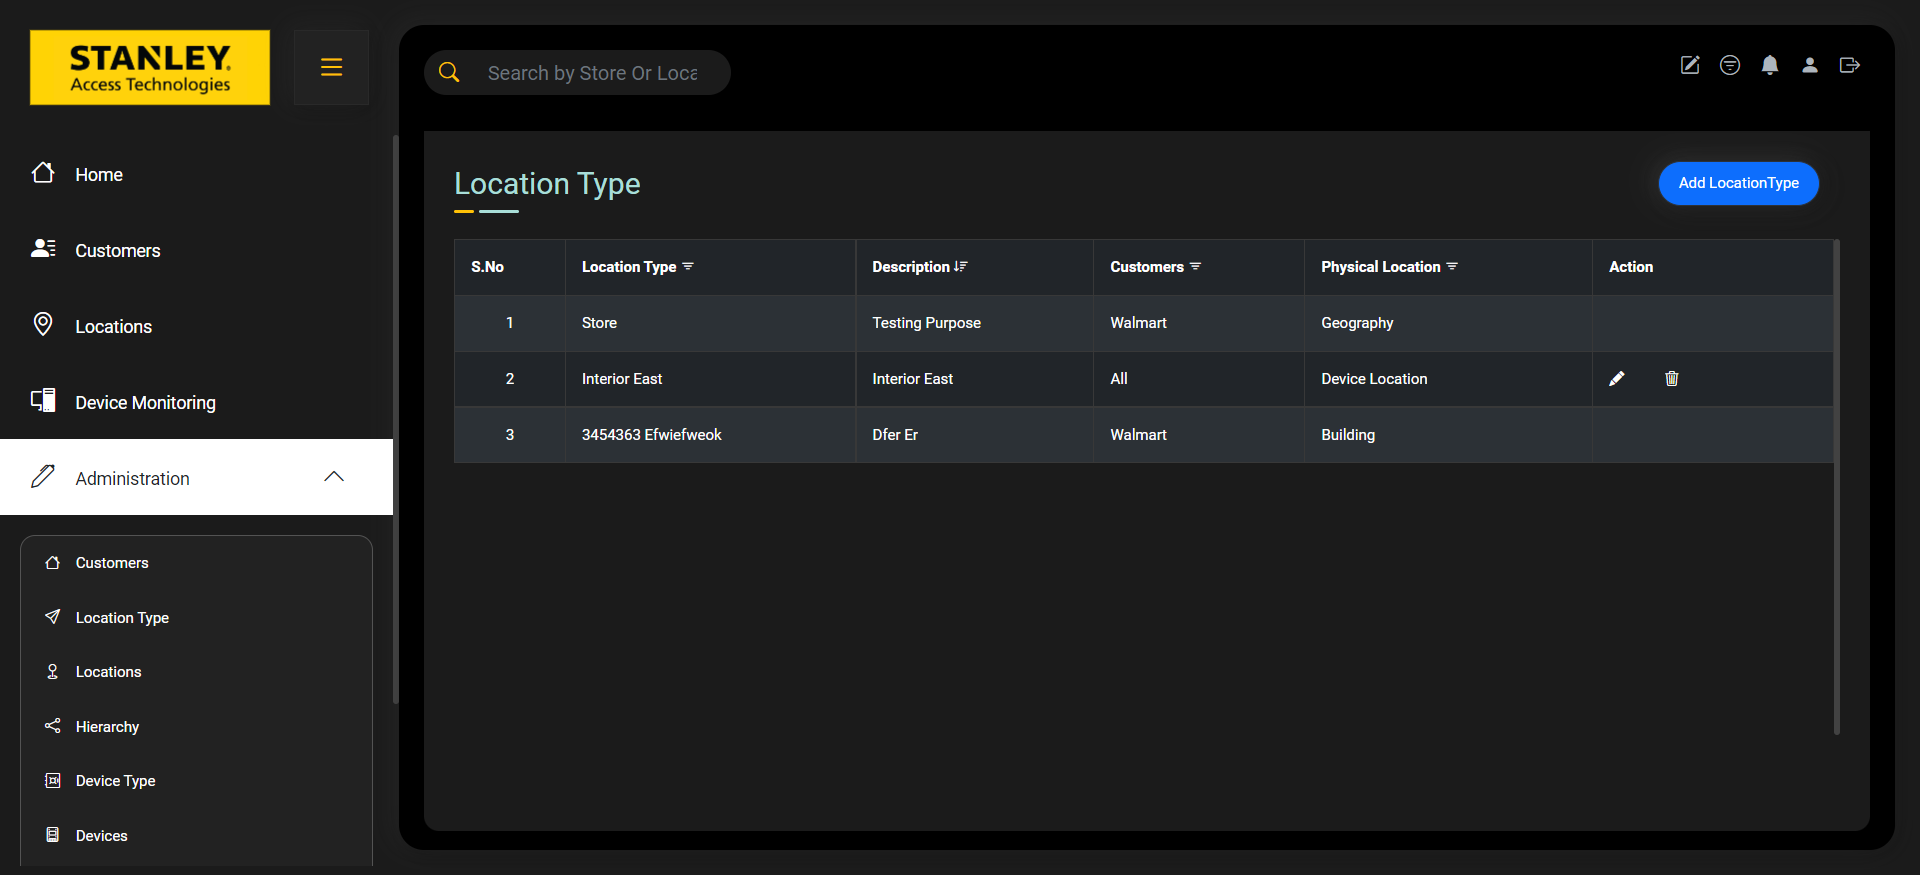 STANLEY®
Access Technologies
Search by Store Or Loca
Home
Customers
Locations
Device Monitoring
Administration
Customers
Location Type
Locations
Hierarchy
Device Type
Devices
Location Type
Add LocationType
S.No Location Type Description Customers Physical Location Action
1 Store Testing Purpose Walmart Geography
2 Interior East Interior East All Device Location
3 3454363 Efwiefweok Dfer Er Walmart Building